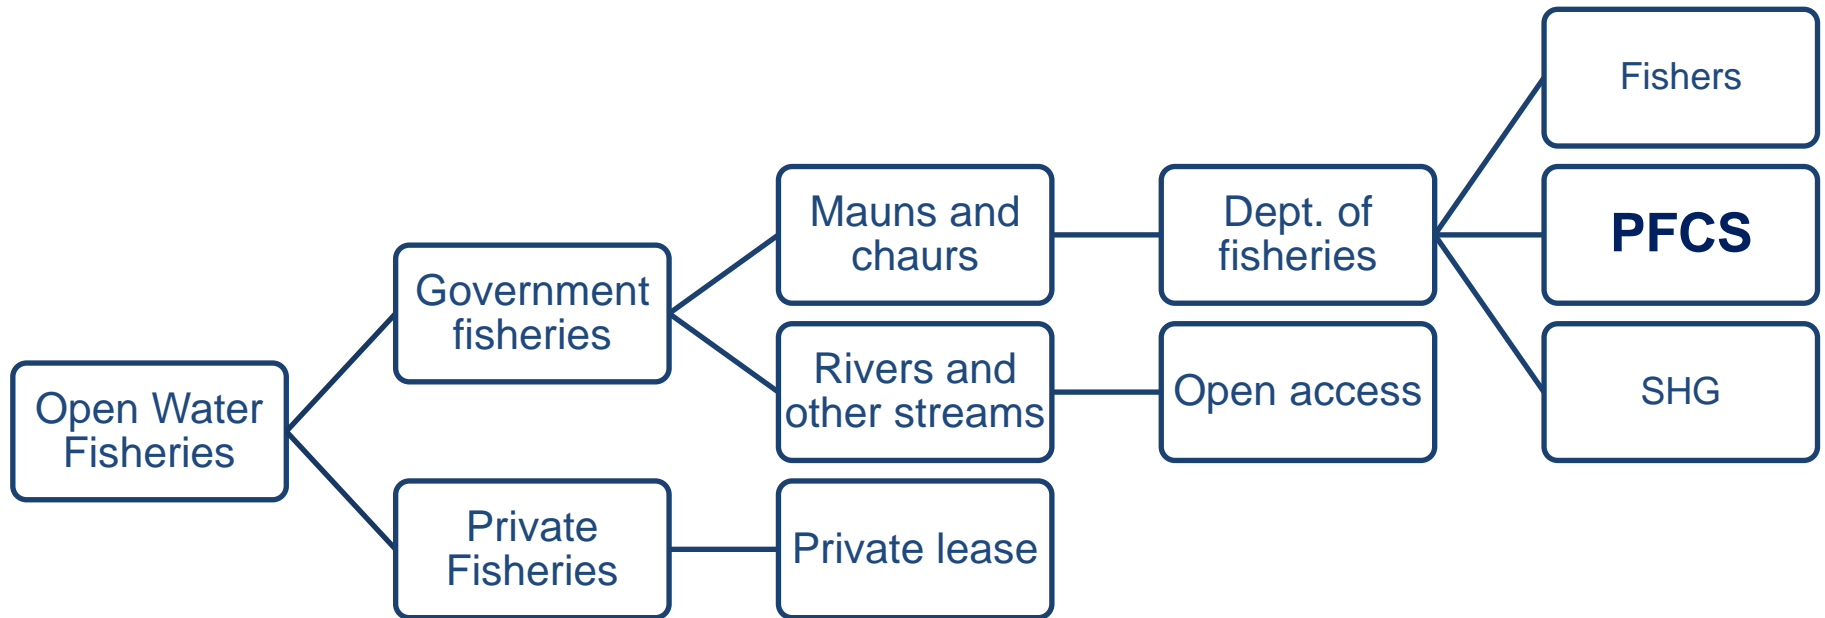 Open Water
Fisheries
Government
fisheries
Mauns and
chaurs
Dept. of
fisheries
Fishers
PFCS
SHG
Rivers and
other streams
Open access
Private
Fisheries
Private lease